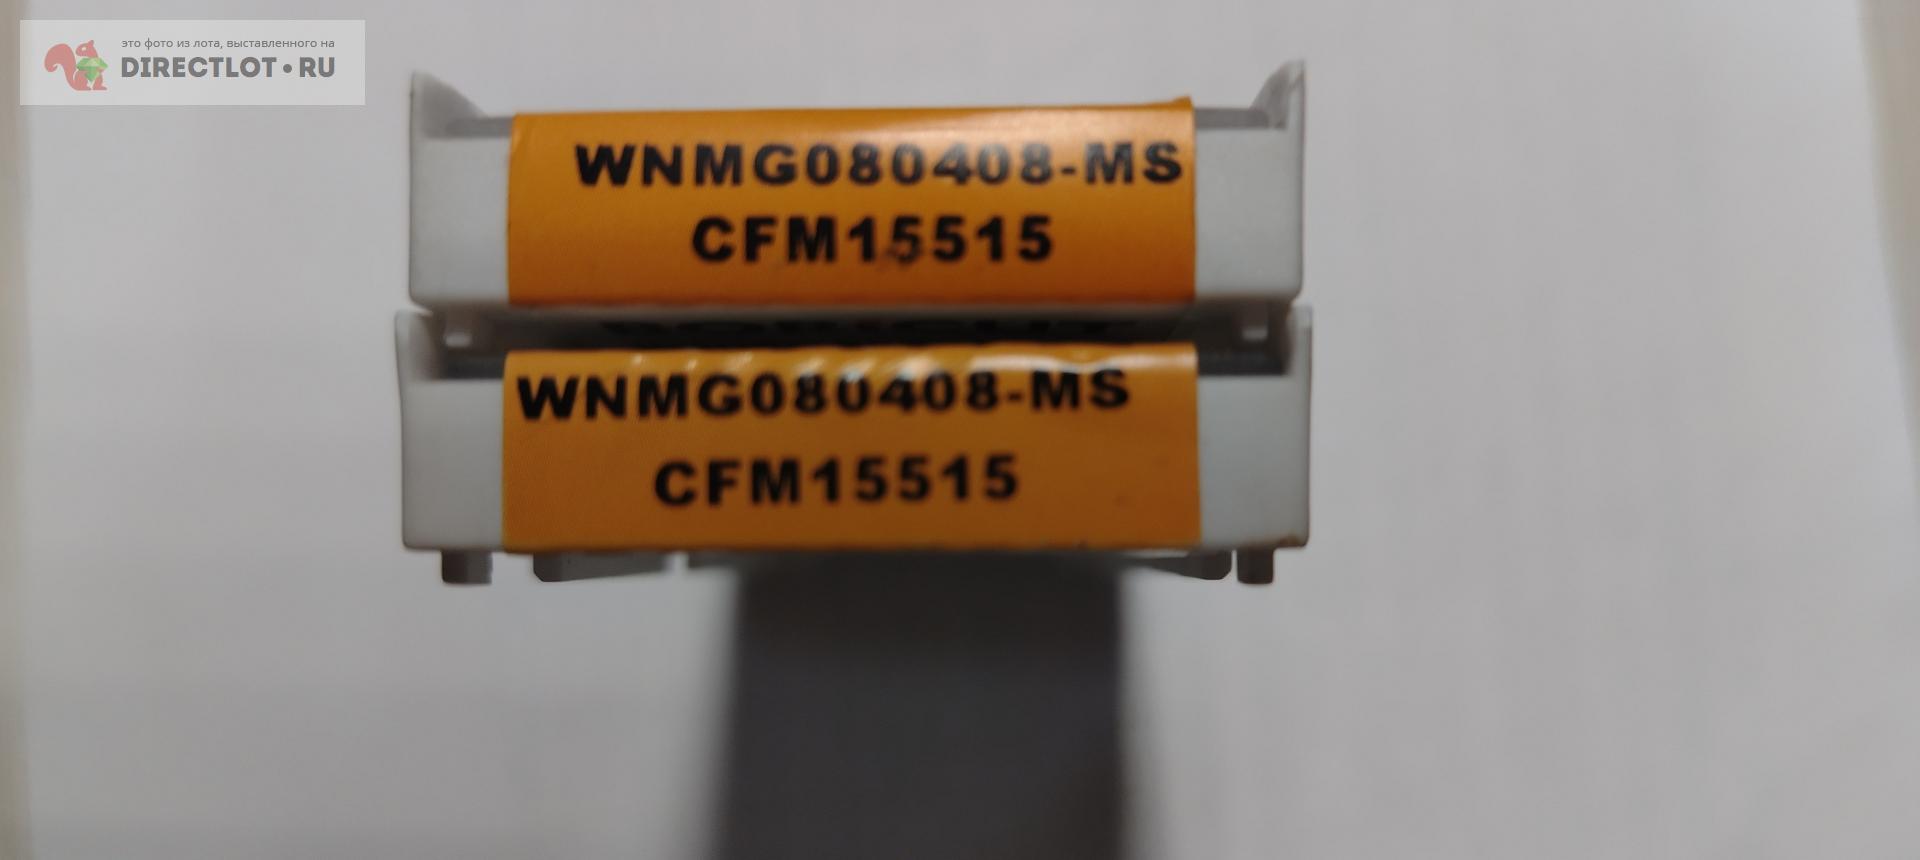 это фото из лота, выставленного на
DIRECTLOT•RU
WNMG080408-MS
CFM15515
WNMG080408-MS
CFM15515